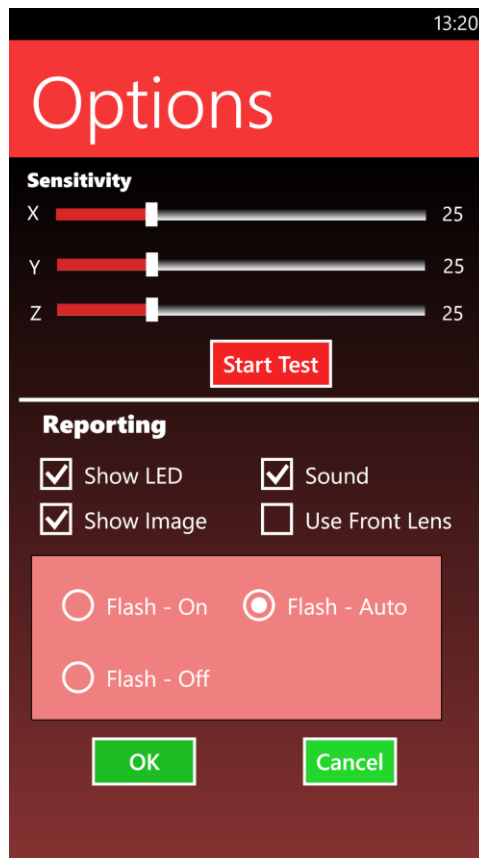 13:20
Options
Sensitivity
X 25
Y 25
Z 25
Start Test
Reporting
Show LED Sound
Show Image Use Front Lens
Flash - On Flash - Auto
Flash - Off
OK Cancel